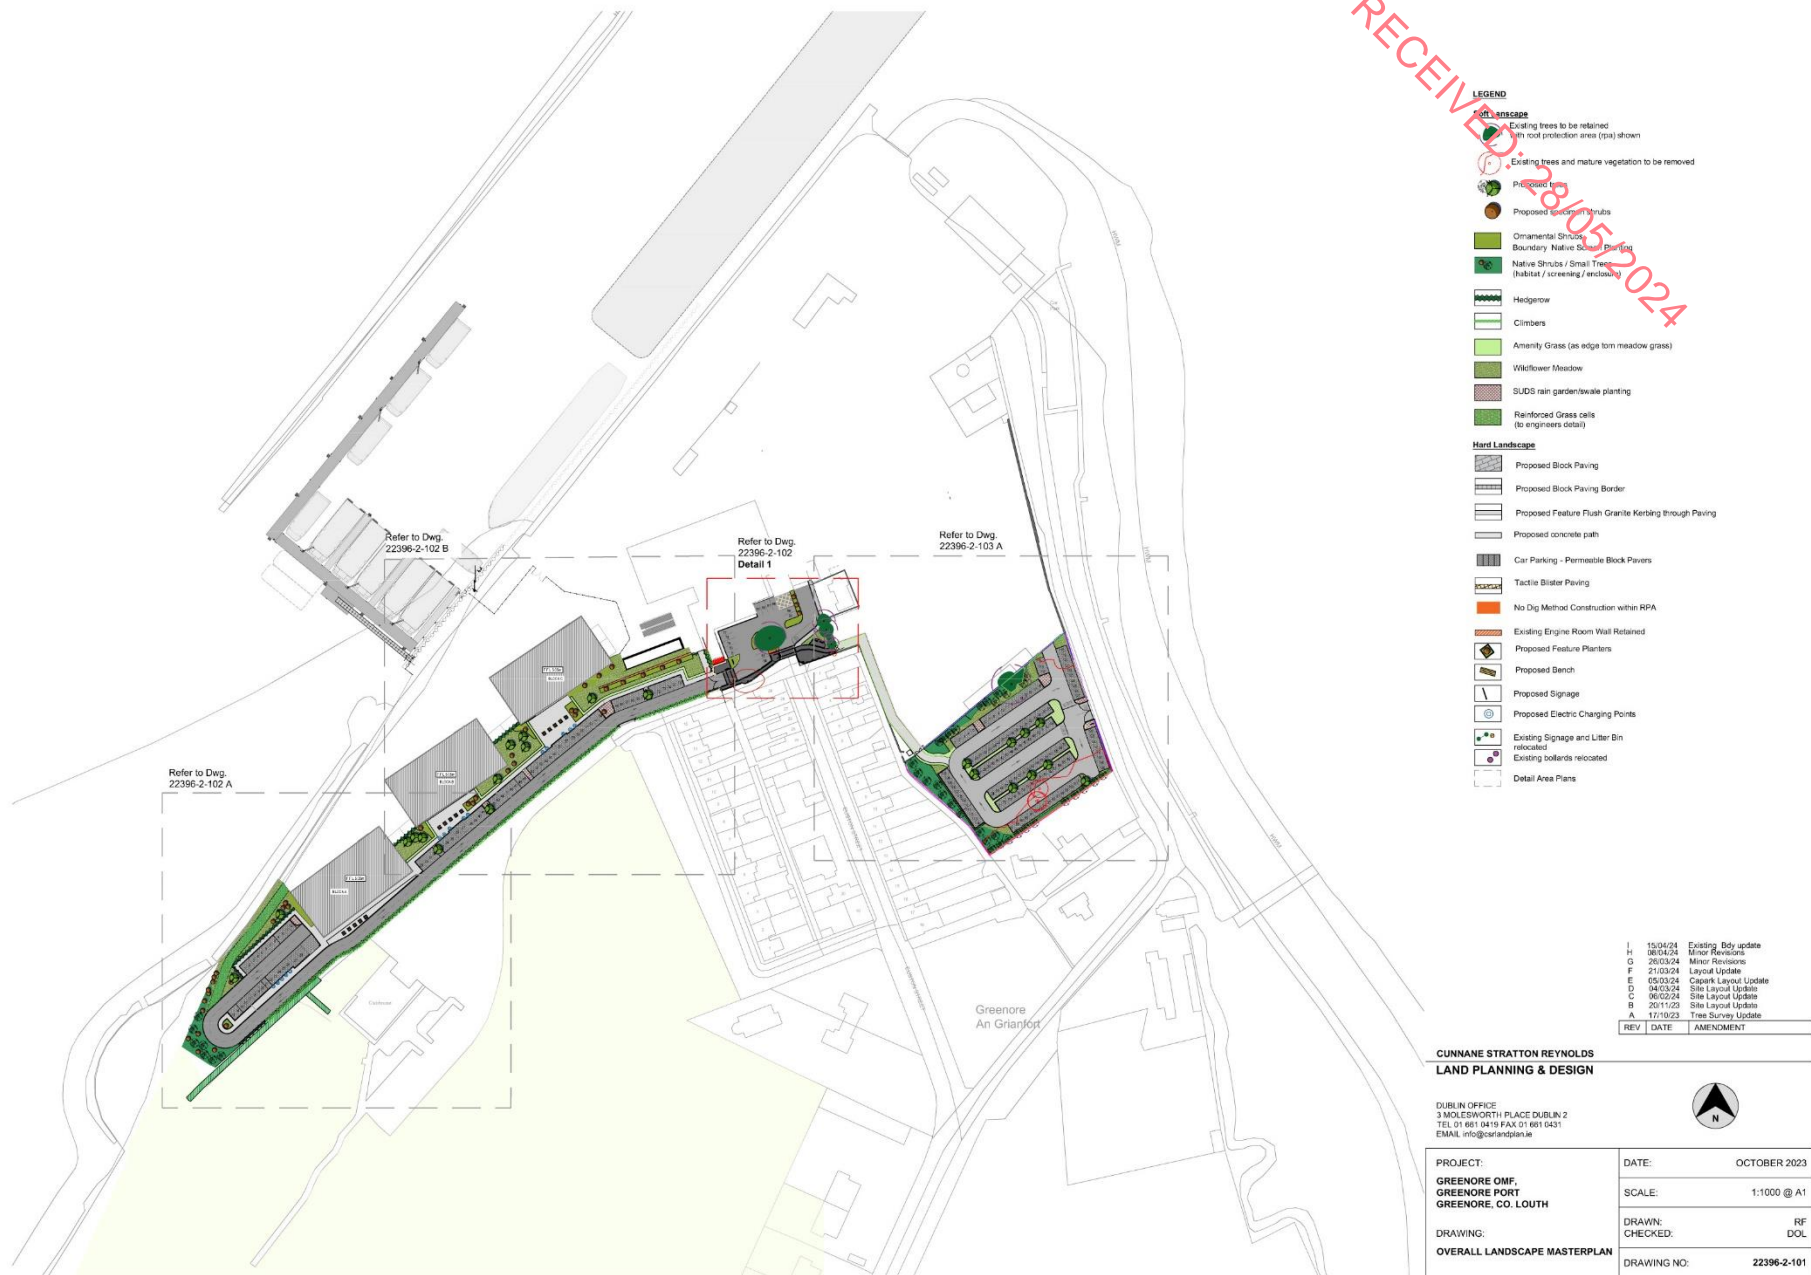 RECEIVED: 28/05/2024
LEGEND
Existing trees to be retained
with root protection area (rpa) shown
Existing trees and mature vegetation to be removed
Proposed
Proposed specimen shrubs
Ornamental Shrubs
Boundary Native Screen Planting
Native Shrubs / Small Trees
(habitat / screening / enclosure)
Hedgerow
Climbers
Amenity Grass (as edge torn meadow grass)
Wildflower Meadow
SUDS rain garden/swale planting
Reinforced Grass cells
(to engineers detail)
Hard Landscape
Proposed Block Paving
Proposed Block Paving Border
Proposed Feature Flush Granite Kerbing through Paving
Proposed concrete path
Car Parking - Permeable Block Pavers
Tactile Blister Paving
No Dig Method Construction within RPA
Existing Engine Room Wall Retained
Proposed Feature Planters
Proposed Bench
Proposed Signage
Proposed Electric Charging Points
Existing Signage and Litter Bin
relocated
Existing bollards relocated
Detail Area Plans
Refer to Dwg.
22396-2-102 B
Refer to Dwg.
22396-2-102
Detail 1
Refer to Dwg.
22396-2-103 A
Refer to Dwg.
22396-2-102 A
HWM
HWM
HWM
Greenore
An Grianfort
I 15/04/24 Existing Bdy update
H 08/04/24 Minor Revisions
G 26/03/24 Minor Revisions
F 21/03/24 Layout Update
E 05/03/24 Carpark Layout Update
D 04/03/24 Site Layout Update
C 06/02/24 Site Layout Update
B 20/11/23 Site Layout Update
A 17/10/23 Tree Survey Update
REV DATE AMENDMENT
CUNNANE STRATTON REYNOLDS
LAND PLANNING & DESIGN
DUBLIN OFFICE
3 MOLESWORTH PLACE DUBLIN 2
TEL 01 661 0419 FAX 01 661 0431
EMAIL info@csrlandplan.ie
N
PROJECT:
GREENORE OMF,
GREENORE PORT
GREENORE, CO. LOUTH
DRAWING:
OVERALL LANDSCAPE MASTERPLAN
DATE: OCTOBER 2023
SCALE: 1:1000 @ A1
DRAWN: RF
CHECKED: DOL
DRAWING NO: 22396-2-101